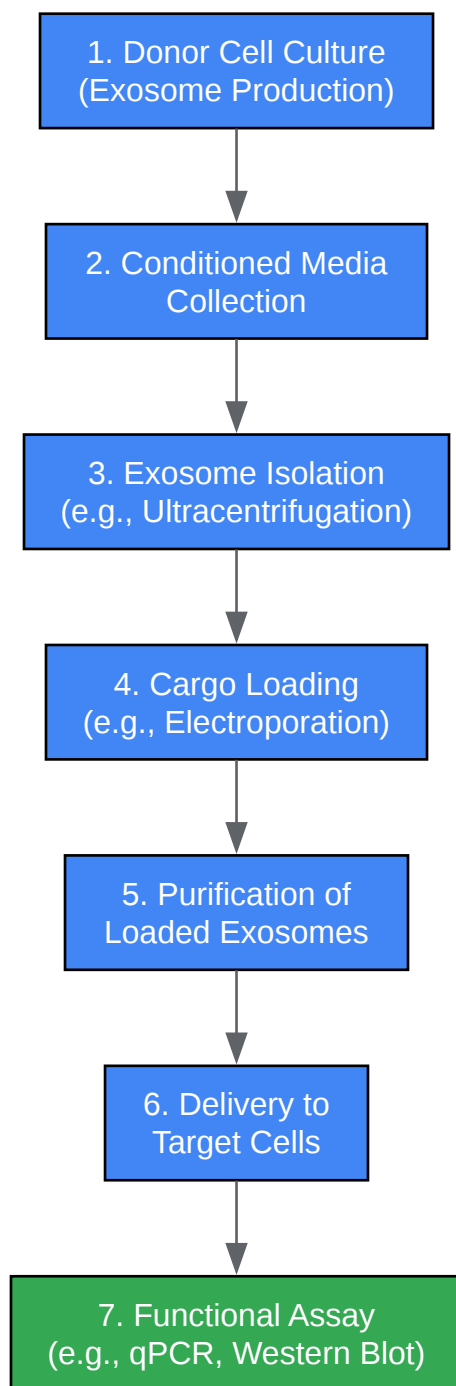 1. Donor Cell Culture
(Exosome Production)
2. Conditioned Media
Collection
3. Exosome Isolation
(e.g., Ultracentrifugation)
4. Cargo Loading
(e.g., Electroporation)
5. Purification of
Loaded Exosomes
6. Delivery to
Target Cells
7. Functional Assay
(e.g., qPCR, Western Blot)